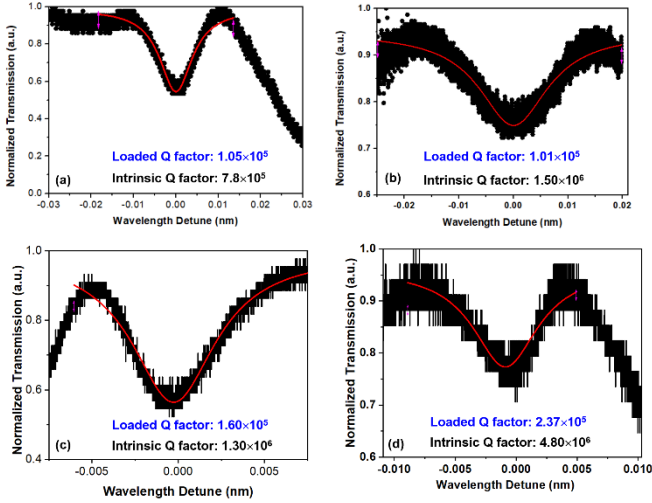 1.0
0.8
0.6
0.4
0.2
0.0
Normalized Transmission (a.u.)
Loaded Q factor: 1.05×10⁵
(a)
Intrinsic Q factor: 7.8×10⁵
-0.03 -0.02 -0.01 0.00 0.01 0.02 0.03
Wavelength Detune (nm)
1.0
0.9
0.8
0.7
0.6
Normalized Transmission (a.u.)
Loaded Q factor: 1.01×10⁵
(b)
Intrinsic Q factor: 1.50×10⁶
-0.02 -0.01 0.00 0.01 0.02
Wavelength Detune (nm)
1.0
0.8
0.6
0.4
Normalized Transmission (a.u.)
Loaded Q factor: 1.60×10⁵
(c)
Intrinsic Q factor: 1.30×10⁶
-0.005 0.000 0.005
Wavelength Detune (nm)
1.0
0.9
0.8
0.7
0.6
Normalized Transmission (a.u.)
Loaded Q factor: 2.37×10⁵
(d)
Intrinsic Q factor: 4.80×10⁶
-0.010 -0.005 0.000 0.005 0.010
Wavelength Detune (nm)